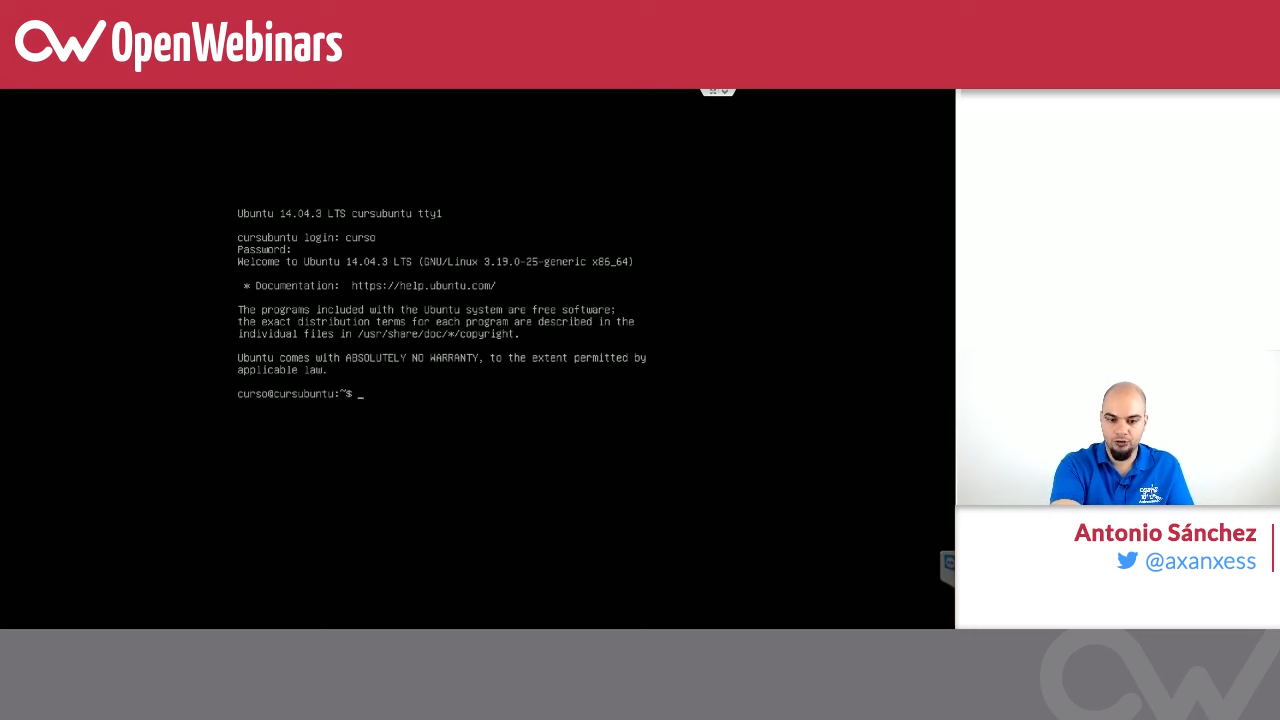 OpenWebinars
Ubuntu 14.04.3 LTS cursubuntu tty1
cursubuntu login: curso
Password:
Welcome to Ubuntu 14.04.3 LTS (GNU/Linux 3.19.0-25-generic x86_64)
* Documentation:  https://help.ubuntu.com/
The programs included with the Ubuntu system are free software;
the exact distribution terms for each program are described in the
individual files in /usr/share/doc/*/copyright.
Ubuntu comes with ABSOLUTELY NO WARRANTY, to the extent permitted by
applicable law.
curso@cursubuntu:~$ _
Antonio Sánchez
@axanxess